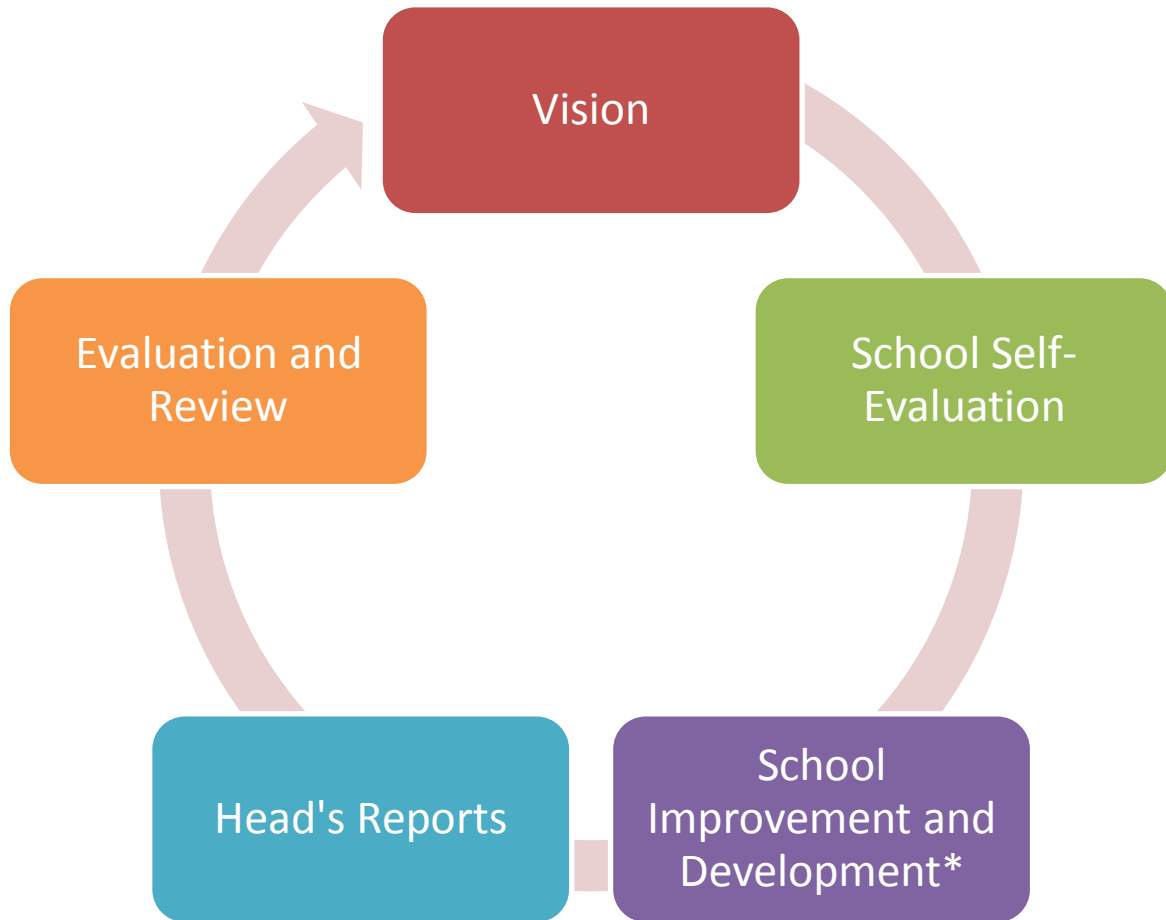 Vision
School Self-
Evaluation
School
Improvement and
Development*
Head's Reports
Evaluation and
Review